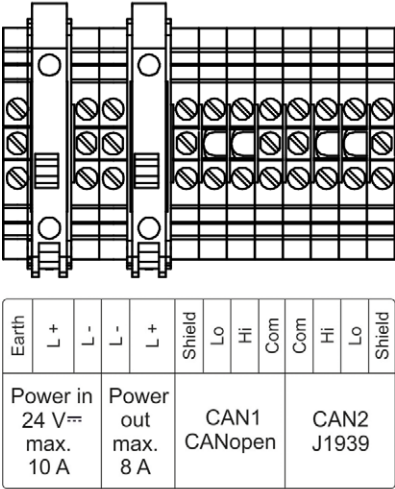 Earth
L +
L -
L -
L +
Shield
Lo
Hi
Com
Com
Hi
Lo
Shield
Power in
24 V⎓
max.
10 A
Power
out
max.
8 A
CAN1
CANopen
CAN2
J1939